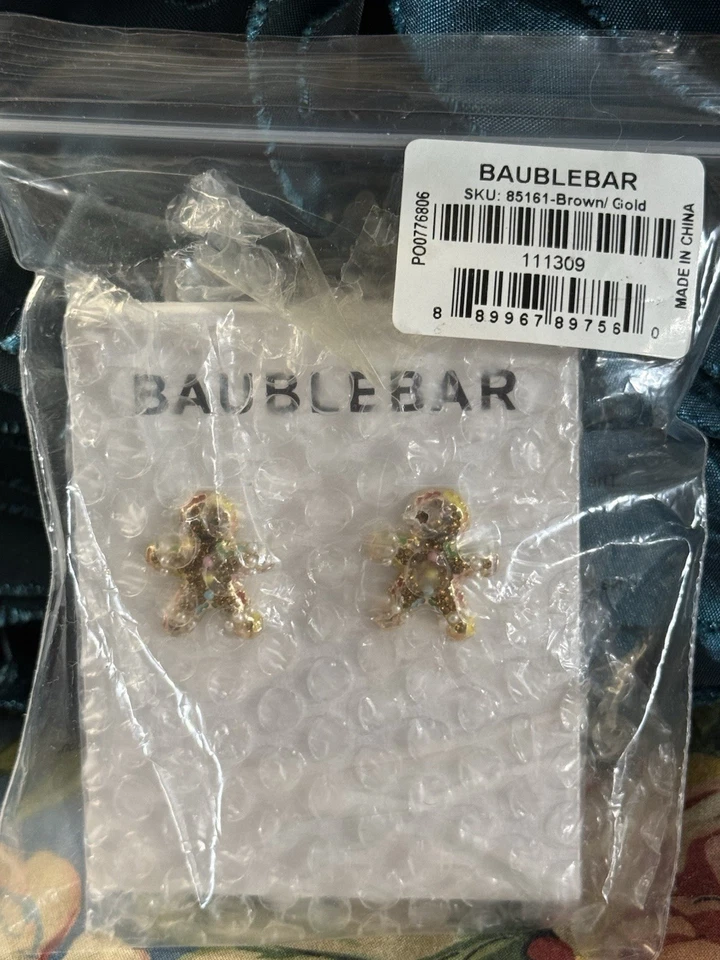 BAUBLEBAR
SKU: 85161-Brown/ Gold
PO0776806
111309
MADE IN CHINA
8 89967 89756 0
BAUBLEBAR